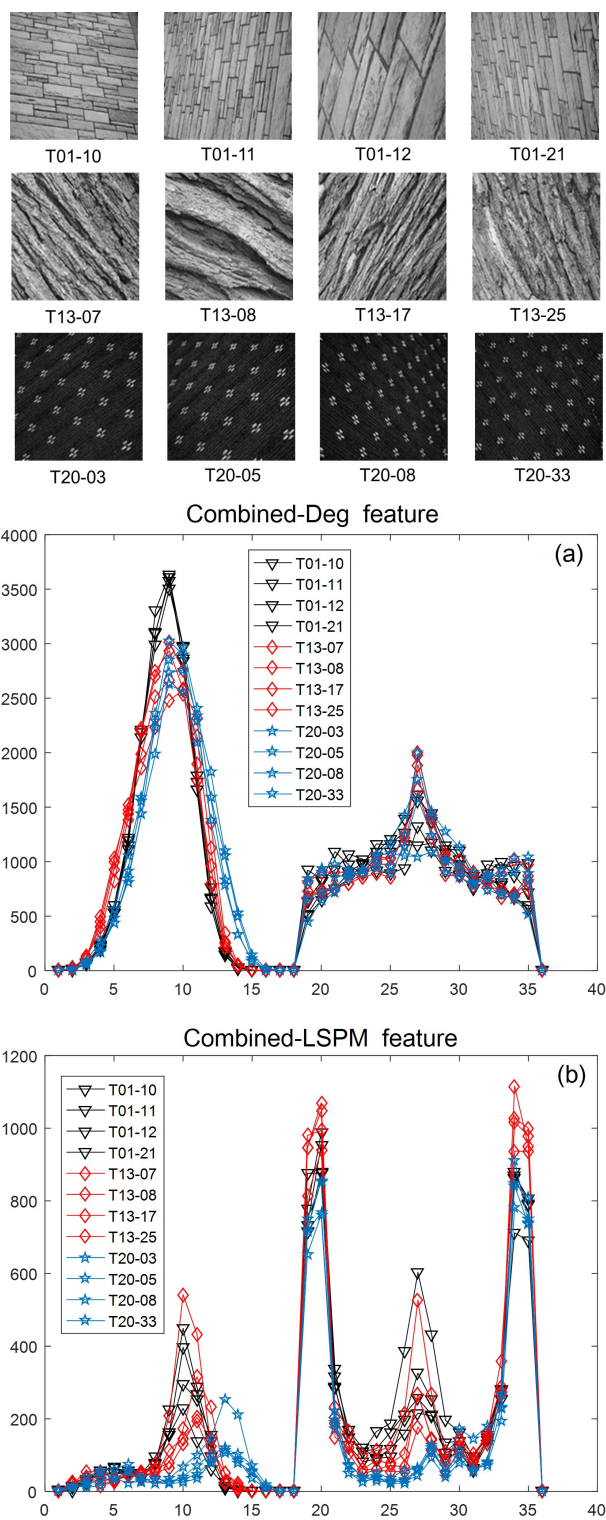 T01-10 T01-11 T01-12 T01-21
T13-07 T13-08 T13-17 T13-25
T20-03 T20-05 T20-08 T20-33
Combined-Deg feature
(a)
4000
3500
3000
2500
2000
1500
1000
500
0
T01-10
T01-11
T01-12
T01-21
T13-07
T13-08
T13-17
T13-25
T20-03
T20-05
T20-08
T20-33
0 5 10 15 20 25 30 35 40
Combined-LSPM feature
(b)
1200
1000
800
600
400
200
0
T01-10
T01-11
T01-12
T01-21
T13-07
T13-08
T13-17
T13-25
T20-03
T20-05
T20-08
T20-33
0 5 10 15 20 25 30 35 40